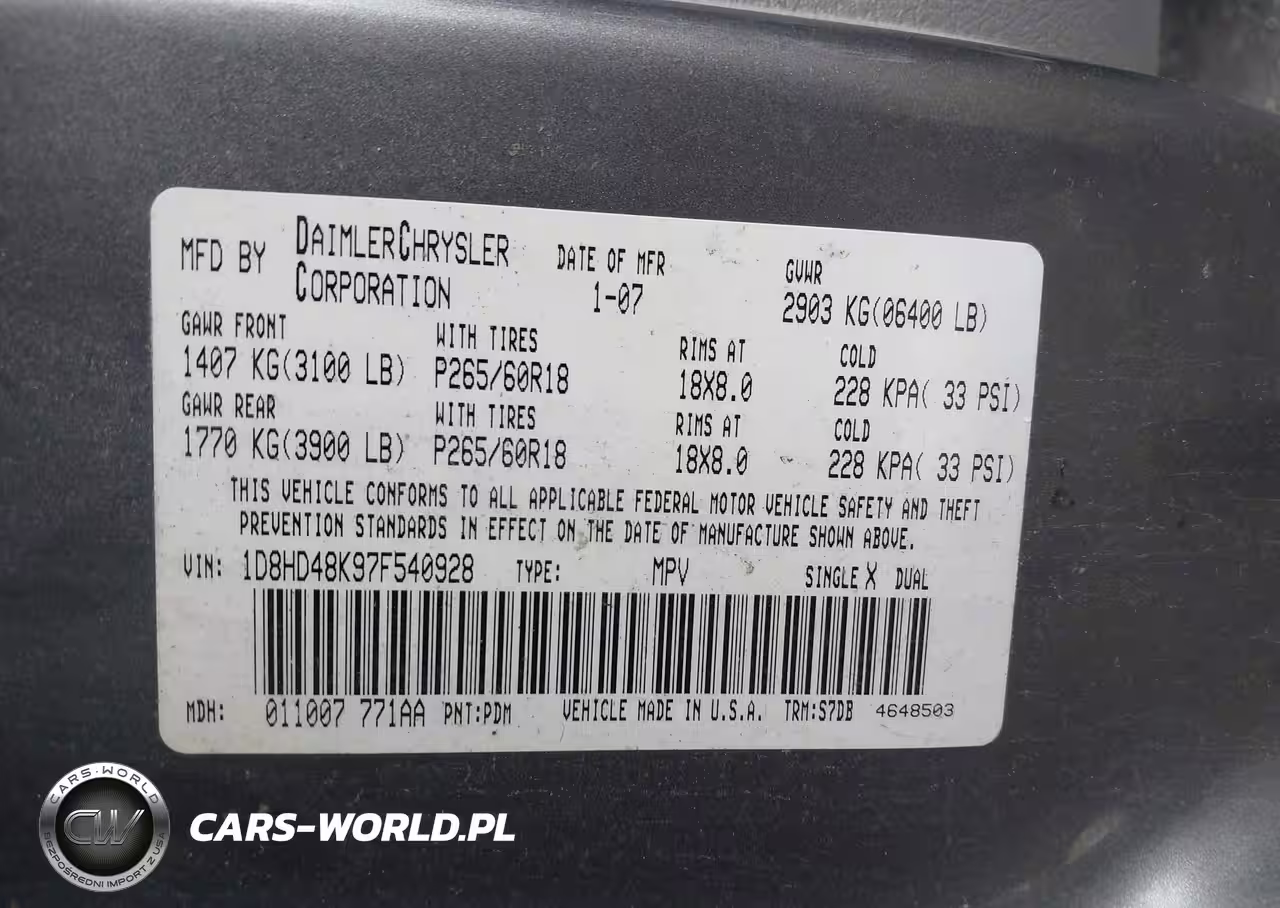 MFD BY DAIMLERCHRYSLER CORPORATION DATE OF MFR 1-07 GVWR 2903 KG(06400 LB)
GAWR FRONT WITH TIRES RIMS AT COLD
1407 KG(3100 LB) P265/60R18 18X8.0 228 KPA( 33 PSI)
GAWR REAR WITH TIRES RIMS AT COLD
1770 KG(3900 LB) P265/60R18 18X8.0 228 KPA( 33 PSI)
THIS VEHICLE CONFORMS TO ALL APPLICABLE FEDERAL MOTOR VEHICLE SAFETY AND THEFT
PREVENTION STANDARDS IN EFFECT ON THE DATE OF MANUFACTURE SHOWN ABOVE.
VIN: 1D8HD48K97F540928 TYPE: MPV SINGLE X DUAL
MDH: 011007 771AA PNT:PDM VEHICLE MADE IN U.S.A. TRM:S7DB 4648503
CARS-WORLD
CW
BEZPOŚREDNI IMPORT Z USA
CARS-WORLD.PL